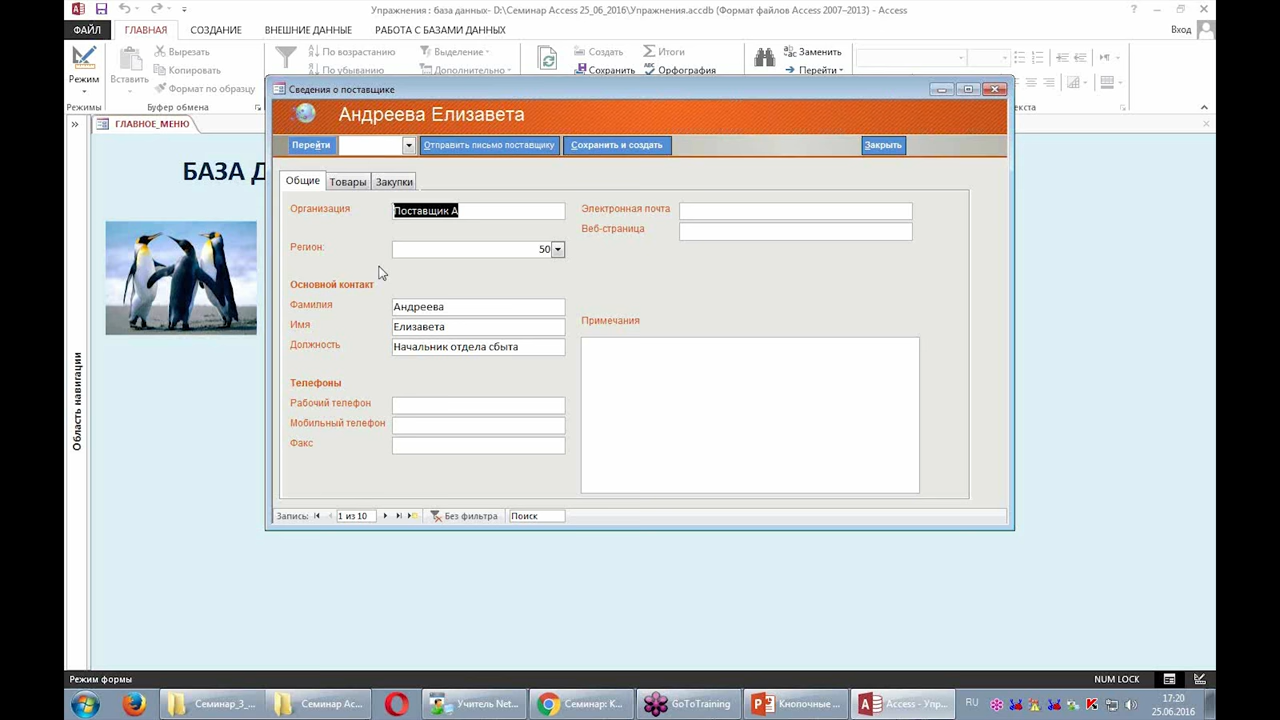 Упражнения : база данных- D:\Семинар Access 25_06_2016\Упражнения.accdb (Формат файлов Access 2007–2013) - Access
ФАЙЛ ГЛАВНАЯ СОЗДАНИЕ ВНЕШНИЕ ДАННЫЕ РАБОТА С БАЗАМИ ДАННЫХ Вход
Режим
Режимы
Вставить
Вырезать
Копировать
Формат по образцу
Буфер обмена
По возрастанию
По убыванию
Выделение
Дополнительно
Создать
Сохранить
Итоги
Орфография
Заменить
Перейти
текста
ГЛАВНОЕ_МЕНЮ
БАЗА Д
Область навигации
Сведения о поставщике
Андреева Елизавета
Перейти Отправить письмо поставщику Сохранить и создать Закрыть
Общие Товары Закупки
Организация Поставщик А
Регион: 50
Основной контакт
Фамилия Андреева
Имя Елизавета
Должность Начальник отдела сбыта
Телефоны
Рабочий телефон
Мобильный телефон
Факс
Электронная почта
Веб-страница
Примечания
Запись: 1 из 10 Без фильтра Поиск
Режим формы NUM LOCK
Семинар_3_... Семинар Ac... Учитель Net... Семинар: К... GoToTraining Кнопочные ... Access - Упр... RU 17:20
25.06.2016